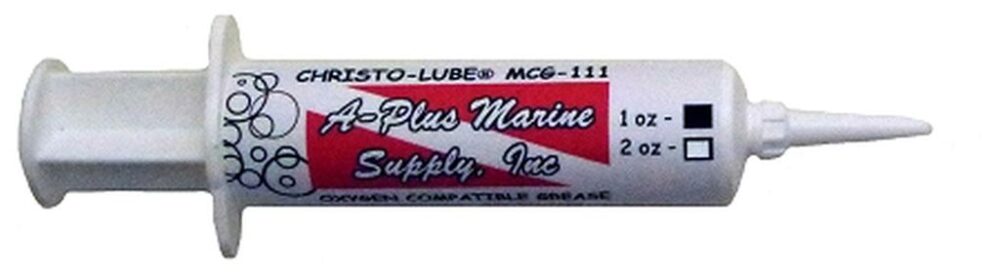 CHRISTO-LUBE® MCG-111
A-Plus Marine
Supply, Inc
1 oz -
2 oz -
OXYGEN COMPATIBLE GREASE